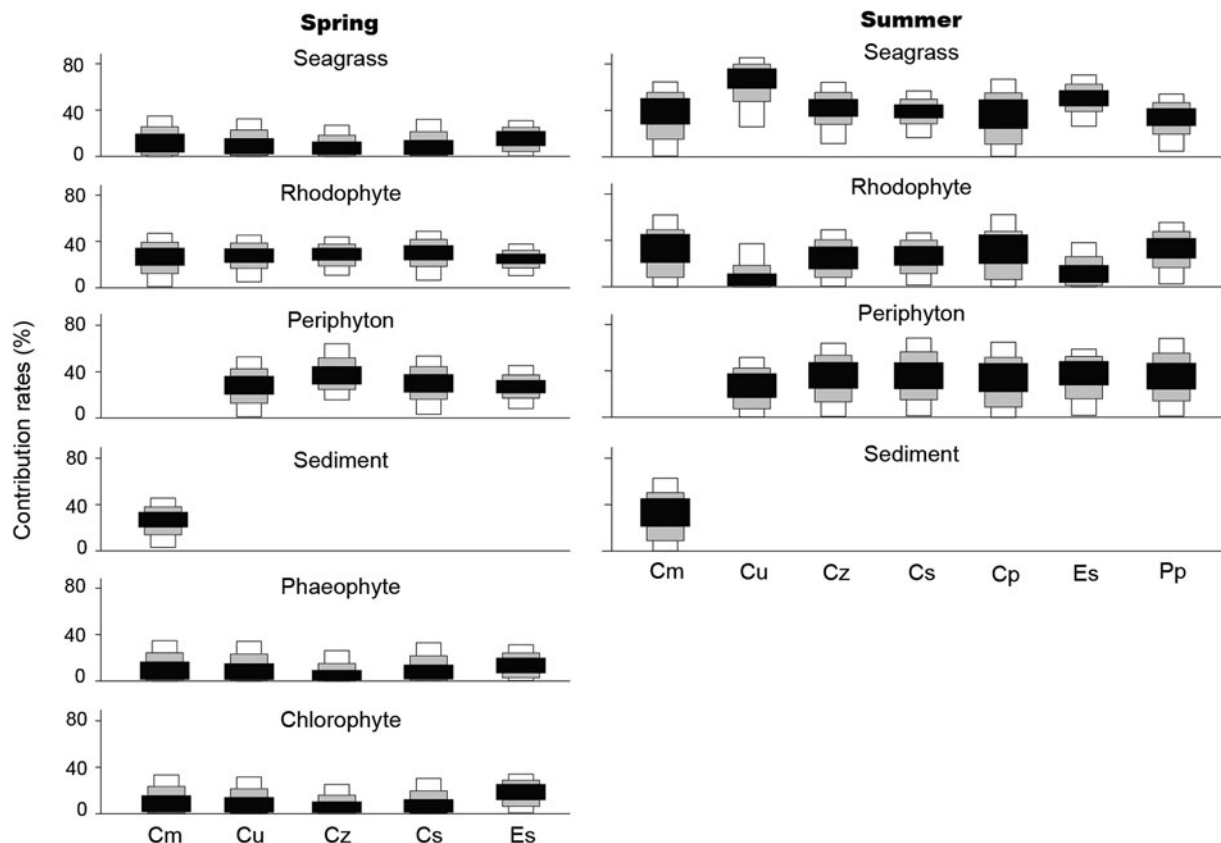 Spring
Seagrass
80
40
0
Rhodophyte
80
40
0
Periphyton
80
40
0
Sediment
80
40
0
Phaeophyte
80
40
0
Chlorophyte
80
40
0
Cm Cu Cz Cs Es
Contribution rates (%)
Summer
Seagrass
Rhodophyte
Periphyton
Sediment
Cm Cu Cz Cs Cp Es Pp